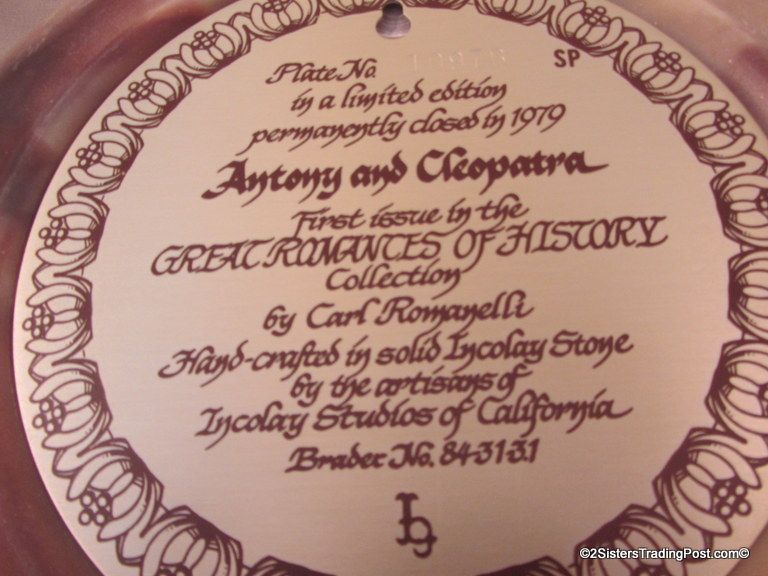 Plate No. SP
in a limited edition
permanently closed in 1979
Antony and Cleopatra
First issue in the
GREAT ROMANCES OF HISTORY
Collection
by Carl Romanelli
Hand-crafted in solid Incolay Stone
by the artisans of
Incolay Studios of California
Bradex No. 84-31-3.1
©2SistersTradingPost.com©